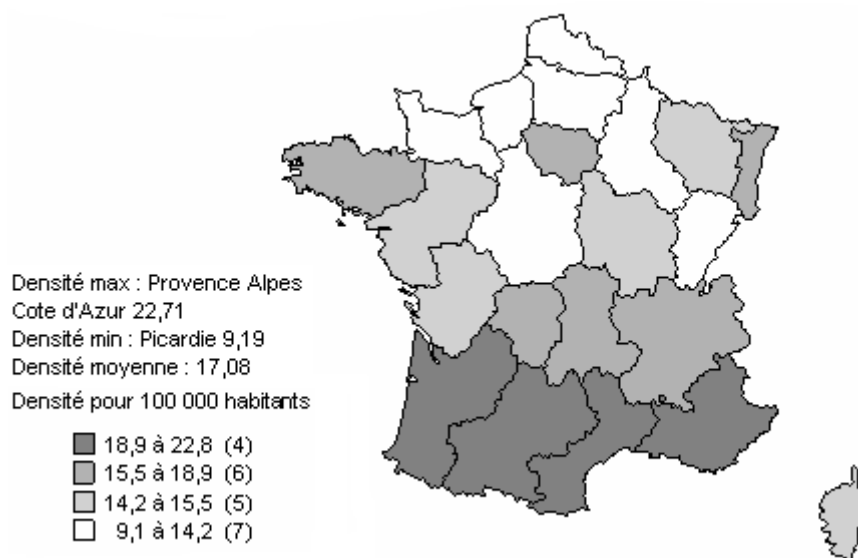 Densité max : Provence Alpes
Cote d'Azur 22,71
Densité min : Picardie 9,19
Densité moyenne : 17,08
Densité pour 100 000 habitants
18,9 à 22,8 (4)
15,5 à 18,9 (6)
14,2 à 15,5 (5)
9,1 à 14,2 (7)